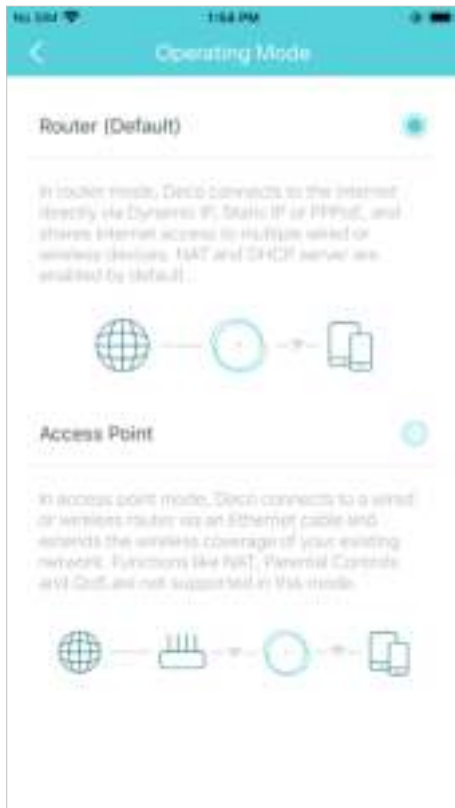 No SIM 1:54 PM
Operating Mode
Router (Default)
In router mode, Deco connects to the internet
directly via Dynamic IP, Static IP or PPPoE, and
shares internet access to multiple wired or
wireless devices. NAT and DHCP server are
enabled by default.
Access Point
In access point mode, Deco connects to a wired
or wireless router via an Ethernet cable and
extends the wireless coverage of your existing
network. Functions like NAT, Parental Controls
and QoS are not supported in this mode.